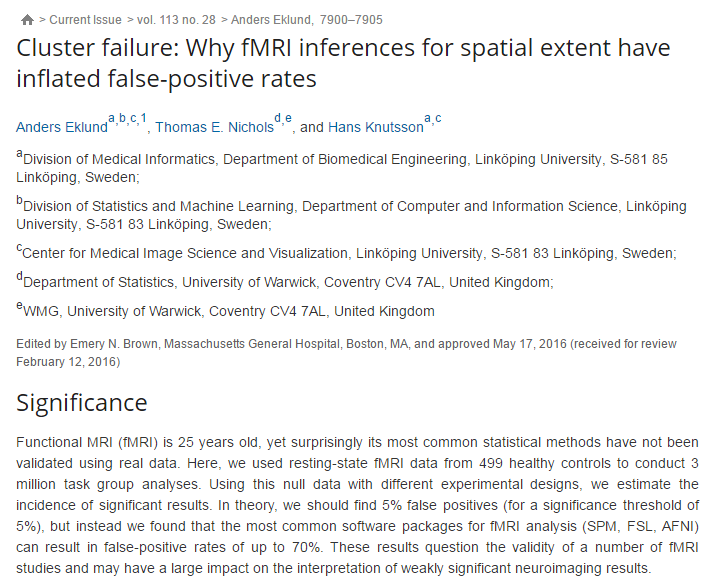 > Current Issue > vol. 113 no. 28 > Anders Eklund, 7900–7905
Cluster failure: Why fMRI inferences for spatial extent have
inflated false-positive rates
Anders Eklund a,b,c,1, Thomas E. Nichols d,e, and Hans Knutsson a,c
a Division of Medical Informatics, Department of Biomedical Engineering, Linköping University, S-581 85
Linköping, Sweden;
b Division of Statistics and Machine Learning, Department of Computer and Information Science, Linköping
University, S-581 83 Linköping, Sweden;
c Center for Medical Image Science and Visualization, Linköping University, S-581 83 Linköping, Sweden;
d Department of Statistics, University of Warwick, Coventry CV4 7AL, United Kingdom;
e WMG, University of Warwick, Coventry CV4 7AL, United Kingdom
Edited by Emery N. Brown, Massachusetts General Hospital, Boston, MA, and approved May 17, 2016 (received for review
February 12, 2016)
Significance
Functional MRI (fMRI) is 25 years old, yet surprisingly its most common statistical methods have not been
validated using real data. Here, we used resting-state fMRI data from 499 healthy controls to conduct 3
million task group analyses. Using this null data with different experimental designs, we estimate the
incidence of significant results. In theory, we should find 5% false positives (for a significance threshold of
5%), but instead we found that the most common software packages for fMRI analysis (SPM, FSL, AFNI)
can result in false-positive rates of up to 70%. These results question the validity of a number of fMRI
studies and may have a large impact on the interpretation of weakly significant neuroimaging results.